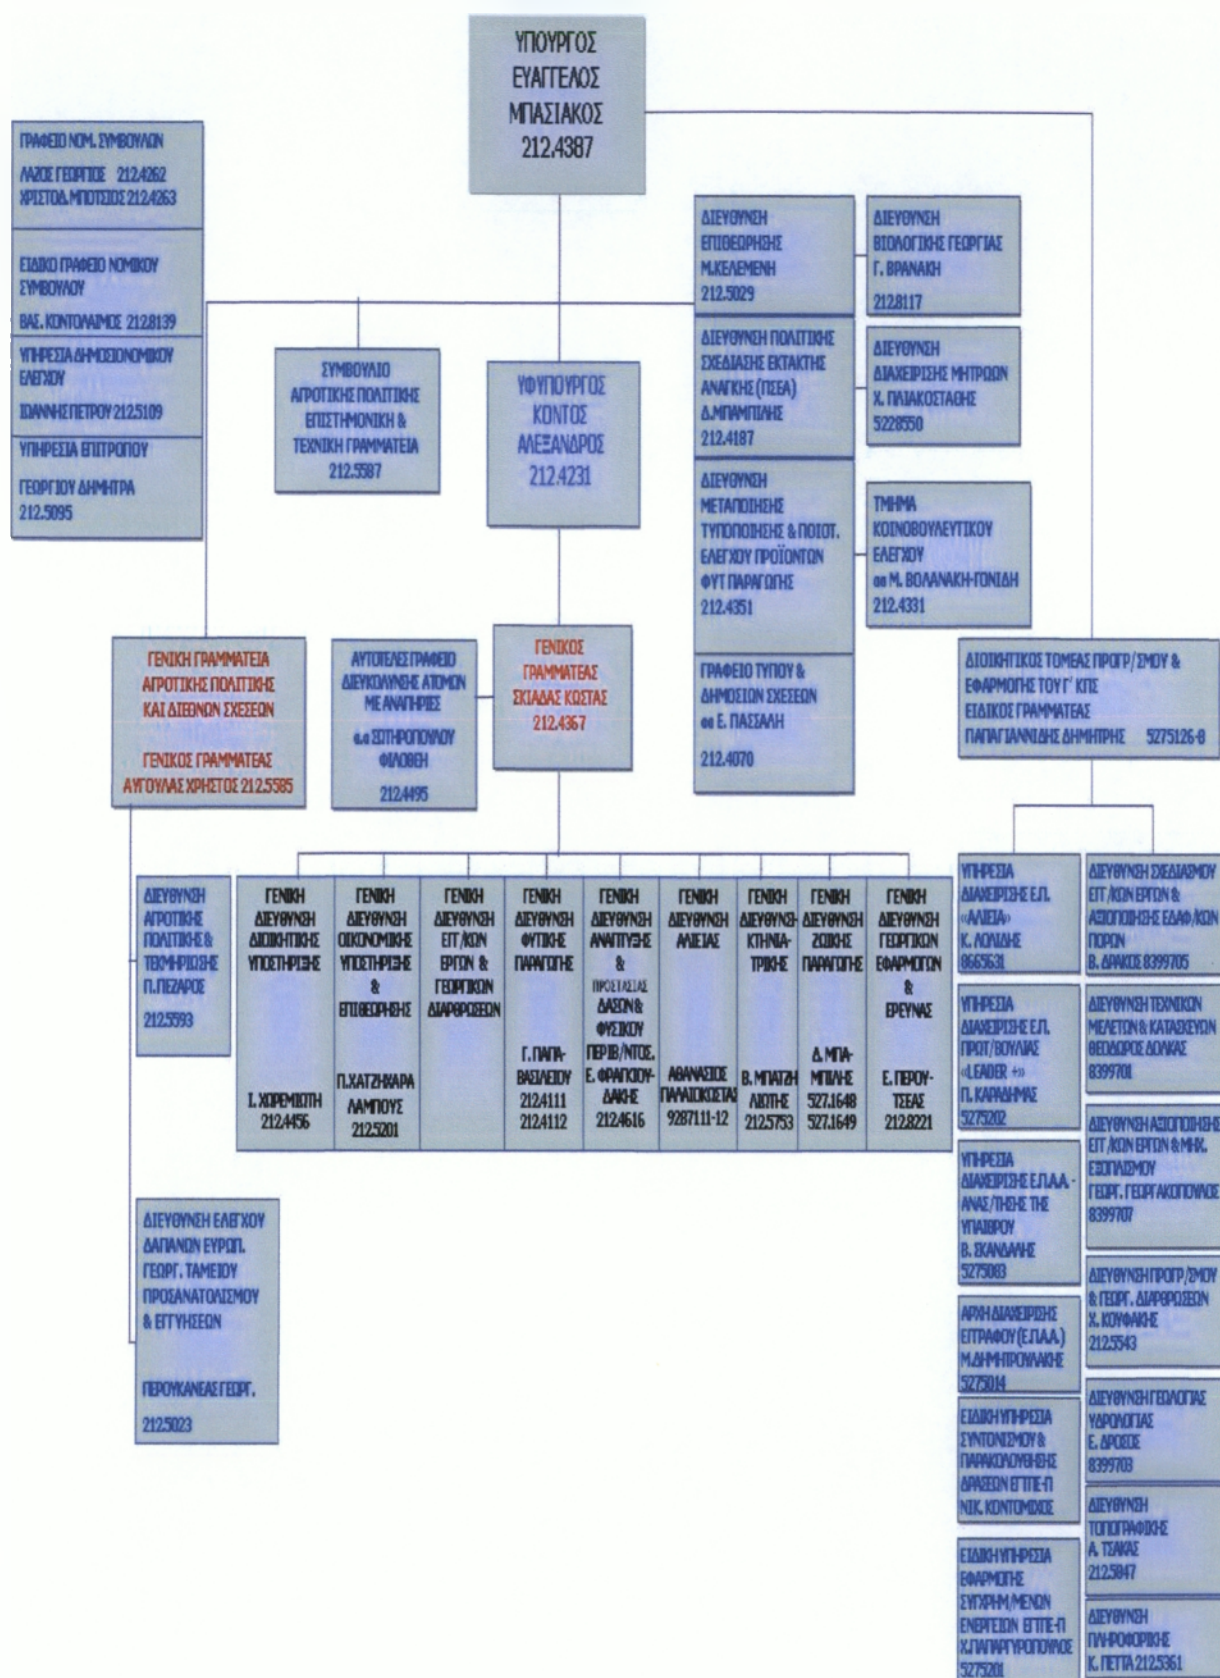 ΥΠΟΥΡΓΟΣ
ΕΥΑΓΓΕΛΟΣ
ΜΠΑΣΙΑΚΟΣ
212.4387
ΓΡΑΦΕΙΟ ΝΟΜ. ΣΥΜΒΟΥΛΩΝ
ΛΑΖΟΣ ΓΕΩΡΓΙΟΣ 212.4262
ΧΡΙΣΤΟΔ. ΜΠΟΤΣΙΟΣ 212.4263
ΕΙΔΙΚΟ ΓΡΑΦΕΙΟ ΝΟΜΙΚΟΥ
ΣΥΜΒΟΥΛΟΥ
ΒΑΣ. ΚΟΝΤΟΛΑΙΜΟΣ 212.8139
ΥΠΗΡΕΣΙΑ ΔΗΜΟΣΙΟΝΟΜΙΚΟΥ
ΕΛΕΓΧΟΥ
ΙΩΑΝΝΗΣ ΠΕΤΡΟΥ 212.5109
ΥΠΗΡΕΣΙΑ ΕΠΙΤΡΟΠΟΥ
ΓΕΩΡΓΙΟΥ ΔΗΜΗΤΡΑ
212.5095
ΣΥΜΒΟΥΛΙΟ
ΑΓΡΟΤΙΚΗΣ ΠΟΛΙΤΙΚΗΣ
ΕΠΙΣΤΗΜΟΝΙΚΗ &
ΤΕΧΝΙΚΗ ΓΡΑΜΜΑΤΕΙΑ
212.5587
ΥΦΥΠΟΥΡΓΟΣ
ΚΟΝΤΟΣ
ΑΛΕΞΑΝΔΡΟΣ
212.4231
ΔΙΕΥΘΥΝΣΗ
ΕΠΙΘΕΩΡΗΣΗΣ
Μ.ΚΕΛΕΜΕΝΗ
212.5029
ΔΙΕΥΘΥΝΣΗ ΠΟΛΙΤΙΚΗΣ
ΣΧΕΔΙΑΣΗΣ ΕΚΤΑΚΤΗΣ
ΑΝΑΓΚΗΣ (ΠΣΕΑ)
Δ.ΜΠΑΜΠΙΛΗΣ
212.4187
ΔΙΕΥΘΥΝΣΗ
ΜΕΤΑΠΟΙΗΣΗΣ
ΤΥΠΟΠΟΙΗΣΗΣ & ΠΟΙΟΤ.
ΕΛΕΓΧΟΥ ΠΡΟΪΟΝΤΩΝ
ΦΥΤ ΠΑΡΑΓΩΓΗΣ
212.4351
ΓΡΑΦΕΙΟ ΤΥΠΟΥ &
ΔΗΜΟΣΙΩΝ ΣΧΕΣΕΩΝ
αα Ε. ΠΑΣΣΑΛΗ
212.4070
ΔΙΕΥΘΥΝΣΗ
ΒΙΟΛΟΓΙΚΗΣ ΓΕΩΡΓΙΑΣ
Γ. ΒΡΑΝΑΚΗ
212.8117
ΔΙΕΥΘΥΝΣΗ
ΔΙΑΧΕΙΡΙΣΗΣ ΜΗΤΡΩΩΝ
Χ. ΠΛΙΑΚΟΣΤΑΘΗΣ
5228550
ΤΜΗΜΑ
ΚΟΙΝΟΒΟΥΛΕΥΤΙΚΟΥ
ΕΛΕΓΧΟΥ
αα Μ. ΒΟΛΑΝΑΚΗ-ΓΟΝΙΔΗ
212.4331
ΓΕΝΙΚΗ ΓΡΑΜΜΑΤΕΙΑ
ΑΓΡΟΤΙΚΗΣ ΠΟΛΙΤΙΚΗΣ
ΚΑΙ ΔΙΕΘΝΩΝ ΣΧΕΣΕΩΝ
ΓΕΝΙΚΟΣ ΓΡΑΜΜΑΤΕΑΣ
ΑΥΓΟΥΛΑΣ ΧΡΗΣΤΟΣ 212.5585
ΑΥΤΟΤΕΛΕΣ ΓΡΑΦΕΙΟ
ΔΙΕΥΚΟΛΥΝΣΗΣ ΑΤΟΜΩΝ
ΜΕ ΑΝΑΠΗΡΙΕΣ
α.α ΣΩΤΗΡΟΠΟΥΛΟΥ
ΦΙΛΟΘΕΗ
212.4495
ΓΕΝΙΚΟΣ
ΓΡΑΜΜΑΤΕΑΣ
ΣΚΙΑΔΑΣ ΚΩΣΤΑΣ
212.4367
ΔΙΟΙΚΗΤΙΚΟΣ ΤΟΜΕΑΣ ΠΡΟΓΡ/ΣΜΟΥ &
ΕΦΑΡΜΟΓΗΣ ΤΟΥ Γ΄ ΚΠΣ
ΕΙΔΙΚΟΣ ΓΡΑΜΜΑΤΕΑΣ
ΠΑΠΑΓΙΑΝΝΙΔΗΣ ΔΗΜΗΤΡΗΣ 5275126-8
ΔΙΕΥΘΥΝΣΗ
ΑΓΡΟΤΙΚΗΣ
ΠΟΛΙΤΙΚΗΣ &
ΤΕΚΜΗΡΙΩΣΗΣ
Π.ΠΕΖΑΡΟΣ
212.5593
ΓΕΝΙΚΗ
ΔΙΕΥΘΥΝΣΗ
ΔΙΟΙΚΗΤΙΚΗΣ
ΥΠΟΣΤΗΡΙΞΗΣ
Ι. ΧΟΡΕΜΙΩΤΗ
212.4456
ΓΕΝΙΚΗ
ΔΙΕΥΘΥΝΣΗ
ΟΙΚΟΝΟΜΙΚΗΣ
ΥΠΟΣΤΗΡΙΞΗΣ
&
ΕΠΙΘΕΩΡΗΣΗΣ
Π.ΧΑΤΖΗΧΑΡΑ
ΛΑΜΠΟΥΣ
212.5201
ΓΕΝΙΚΗ
ΔΙΕΥΘΥΝΣΗ
ΕΓΓ/ΚΩΝ
ΕΡΓΩΝ &
ΓΕΩΡΓΙΚΩΝ
ΔΙΑΡΘΡΩΣΕΩΝ
ΓΕΝΙΚΗ
ΔΙΕΥΘΥΝΣΗ
ΦΥΤΙΚΗΣ
ΠΑΡΑΓΩΓΗΣ
Γ. ΠΑΠΑ-
ΒΑΣΙΛΕΙΟΥ
212.4111
212.4112
ΓΕΝΙΚΗ
ΔΙΕΥΘΥΝΣΗ
ΑΝΑΠΤΥΞΗΣ
&
ΠΡΟΣΤΑΣΙΑΣ
ΔΑΣΩΝ &
ΦΥΣΙΚΟΥ
ΠΕΡΙΒ/ΝΤΟΣ.
Ε. ΦΡΑΓΚΙΟΥ-
ΔΑΚΗΣ
212.4616
ΓΕΝΙΚΗ
ΔΙΕΥΘΥΝΣΗ
ΑΛΙΕΙΑΣ
ΑΘΑΝΑΣΙΟΣ
ΠΑΛΑΙΟΚΩΣΤΑΣ
9287111-12
ΓΕΝΙΚΗ
ΔΙΕΥΘΥΝΣΗ
ΚΤΗΝΙΑ-
ΤΡΙΚΗΣ
Β. ΜΠΑΤΖΗ
ΛΙΩΤΗΣ
212.5753
ΓΕΝΙΚΗ
ΔΙΕΥΘΥΝΣΗ
ΖΩΙΚΗΣ
ΠΑΡΑΓΩΓΗΣ
Δ. ΜΠΑ-
ΜΠΙΛΗΣ
527.1648
527.1649
ΓΕΝΙΚΗ
ΔΙΕΥΘΥΝΣΗ
ΓΕΩΡΓΙΚΩΝ
ΕΦΑΡΜΟΓΩΝ
&
ΕΡΕΥΝΑΣ
Ε. ΠΕΡΟΥ-
ΤΣΕΑΣ
212.8221
ΔΙΕΥΘΥΝΣΗ ΕΛΕΓΧΟΥ
ΔΑΠΑΝΩΝ ΕΥΡΩΠ.
ΓΕΩΡΓ. ΤΑΜΕΙΟΥ
ΠΡΟΣΑΝΑΤΟΛΙΣΜΟΥ
& ΕΓΓΥΗΣΕΩΝ
ΠΕΡΟΥΚΑΝΕΑΣ ΓΕΩΡΓ.
212.5023
ΥΠΗΡΕΣΙΑ
ΔΙΑΧΕΙΡΙΣΗΣ Ε.Π.
«ΑΛΙΕΙΑ»
Κ. ΛΟΛΙΔΗΣ
8665631
ΥΠΗΡΕΣΙΑ
ΔΙΑΧΕΙΡΙΣΗΣ Ε.Π.
ΠΡΩΤ/ΒΟΥΛΙΑΣ
«LEADER +»
Π. ΚΑΡΑΔΗΜΑΣ
5275202
ΥΠΗΡΕΣΙΑ
ΔΙΑΧΕΙΡΙΣΗΣ Ε.Π.Α.Α. -
ΑΝΑΣ/ΤΗΣΗΣ ΤΗΣ
ΥΠΑΙΘΡΟΥ
Β. ΣΚΑΝΔΑΛΗΣ
5275083
ΑΡΧΗ ΔΙΑΧΕΙΡΙΣΗΣ
ΕΓΓΡΑΦΟΥ (Ε.Π.Α.Α.)
Μ.ΔΗΜΗΤΡΟΥΛΑΚΗΣ
5275014
ΕΙΔΙΚΗ ΥΠΗΡΕΣΙΑ
ΣΥΝΤΟΝΙΣΜΟΥ &
ΠΑΡΑΚΟΛΟΥΘΗΣΗΣ
ΔΡΑΣΕΩΝ ΕΓΤΠΕ-Π
ΝΙΚ. ΚΟΝΤΟΜΙΧΟΣ
ΕΙΔΙΚΗ ΥΠΗΡΕΣΙΑ
ΕΦΑΡΜΟΓΗΣ
ΣΥΓΧΡΗΜ/ΜΕΝΩΝ
ΕΝΕΡΓΕΙΩΝ ΕΓΤΠΕ-Π
Χ.ΠΑΠΑΡΓΥΡΟΠΟΥΛΟΣ
5275201
ΔΙΕΥΘΥΝΣΗ ΣΧΕΔΙΑΣΜΟΥ
ΕΓΓ/ΚΩΝ ΕΡΓΩΝ &
ΑΞΙΟΠΟΙΗΣΗΣ ΕΔΑΦ/ΚΩΝ
ΠΟΡΩΝ
Β. ΔΡΑΚΟΣ 8399705
ΔΙΕΥΘΥΝΣΗ ΤΕΧΝΙΚΩΝ
ΜΕΛΕΤΩΝ & ΚΑΤΑΣΚΕΥΩΝ
ΘΕΟΔΩΡΟΣ ΔΟΛΚΑΣ
8399701
ΔΙΕΥΘΥΝΣΗ ΑΞΙΟΠΟΙΗΣΗΣ
ΕΓΓ/ΚΩΝ ΕΡΓΩΝ & ΜΗΧ.
ΕΞΟΠΛΙΣΜΟΥ
ΓΕΩΡΓ. ΓΕΩΡΓΑΚΟΠΟΥΛΟΣ
8399707
ΔΙΕΥΘΥΝΣΗ ΠΡΟΓΡ/ΣΜΟΥ
& ΓΕΩΡΓ. ΔΙΑΡΘΡΩΣΕΩΝ
Χ. ΚΟΥΦΑΚΗΣ
212.5543
ΔΙΕΥΘΥΝΣΗ ΓΕΩΛΟΓΙΑΣ
ΥΔΡΟΛΟΓΙΑΣ
Ε. ΔΡΟΣΟΣ
8399703
ΔΙΕΥΘΥΝΣΗ
ΤΟΠΟΓΡΑΦΙΚΗΣ
Α. ΤΣΑΚΑΣ
212.5847
ΔΙΕΥΘΥΝΣΗ
ΠΛΗΡΟΦΟΡΙΚΗΣ
Κ. ΠΕΤΤΑ 212.5361